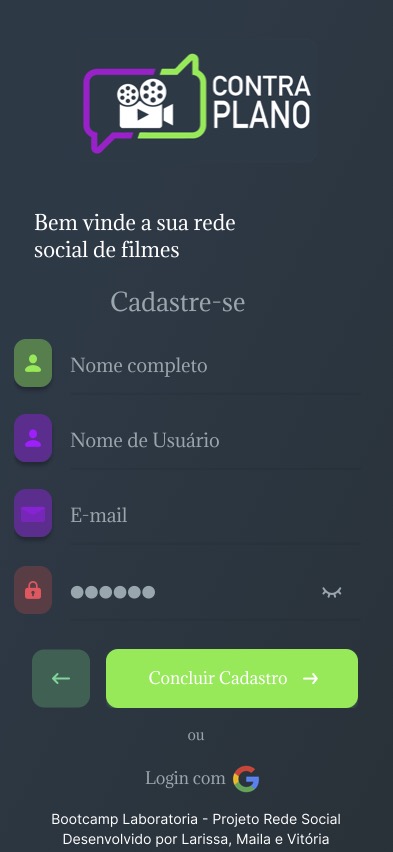 CONTRA
PLANO
Bem vinde a sua rede
social de filmes
Cadastre-se
Nome completo
Nome de Usuário
E-mail
●●●●●●
Concluir Cadastro →
ou
Login com G
Bootcamp Laboratoria - Projeto Rede Social
Desenvolvido por Larissa, Maila e Vitória